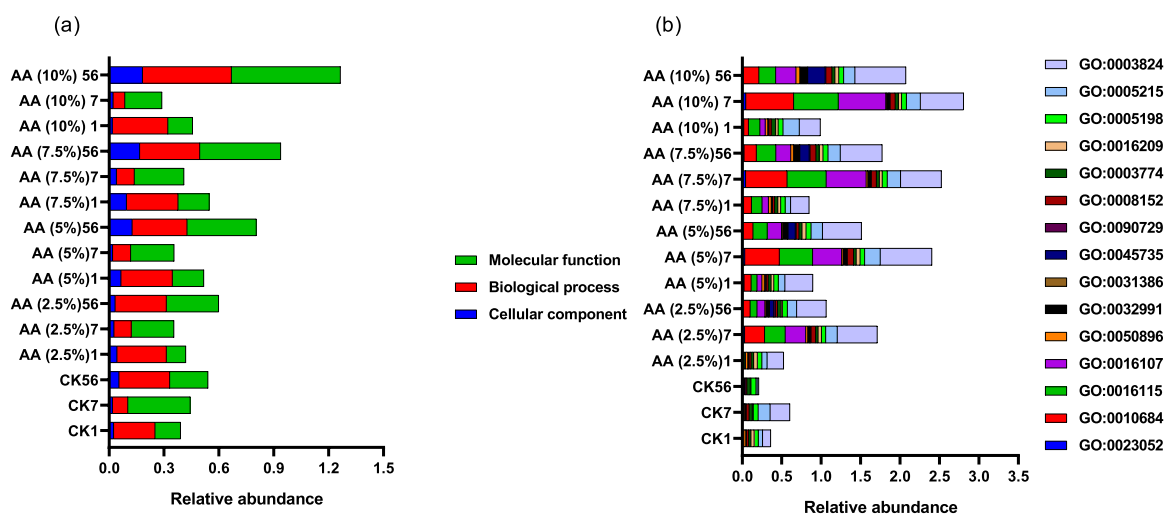 (a)
AA (10%) 56
AA (10%) 7
AA (10%) 1
AA (7.5%)56
AA (7.5%)7
AA (7.5%)1
AA (5%)56
AA (5%)7
AA (5%)1
AA (2.5%)56
AA (2.5%)7
AA (2.5%)1
CK56
CK7
CK1
0.0 0.3 0.6 0.9 1.2 1.5
Relative abundance
Molecular function
Biological process
Cellular component
(b)
AA (10%) 56
AA (10%) 7
AA (10%) 1
AA (7.5%)56
AA (7.5%)7
AA (7.5%)1
AA (5%)56
AA (5%)7
AA (5%)1
AA (2.5%)56
AA (2.5%)7
AA (2.5%)1
CK56
CK7
CK1
0.0 0.5 1.0 1.5 2.0 2.5 3.0 3.5
Relative abundance
GO:0003824
GO:0005215
GO:0005198
GO:0016209
GO:0003774
GO:0008152
GO:0090729
GO:0045735
GO:0031386
GO:0032991
GO:0050896
GO:0016107
GO:0016115
GO:0010684
GO:0023052